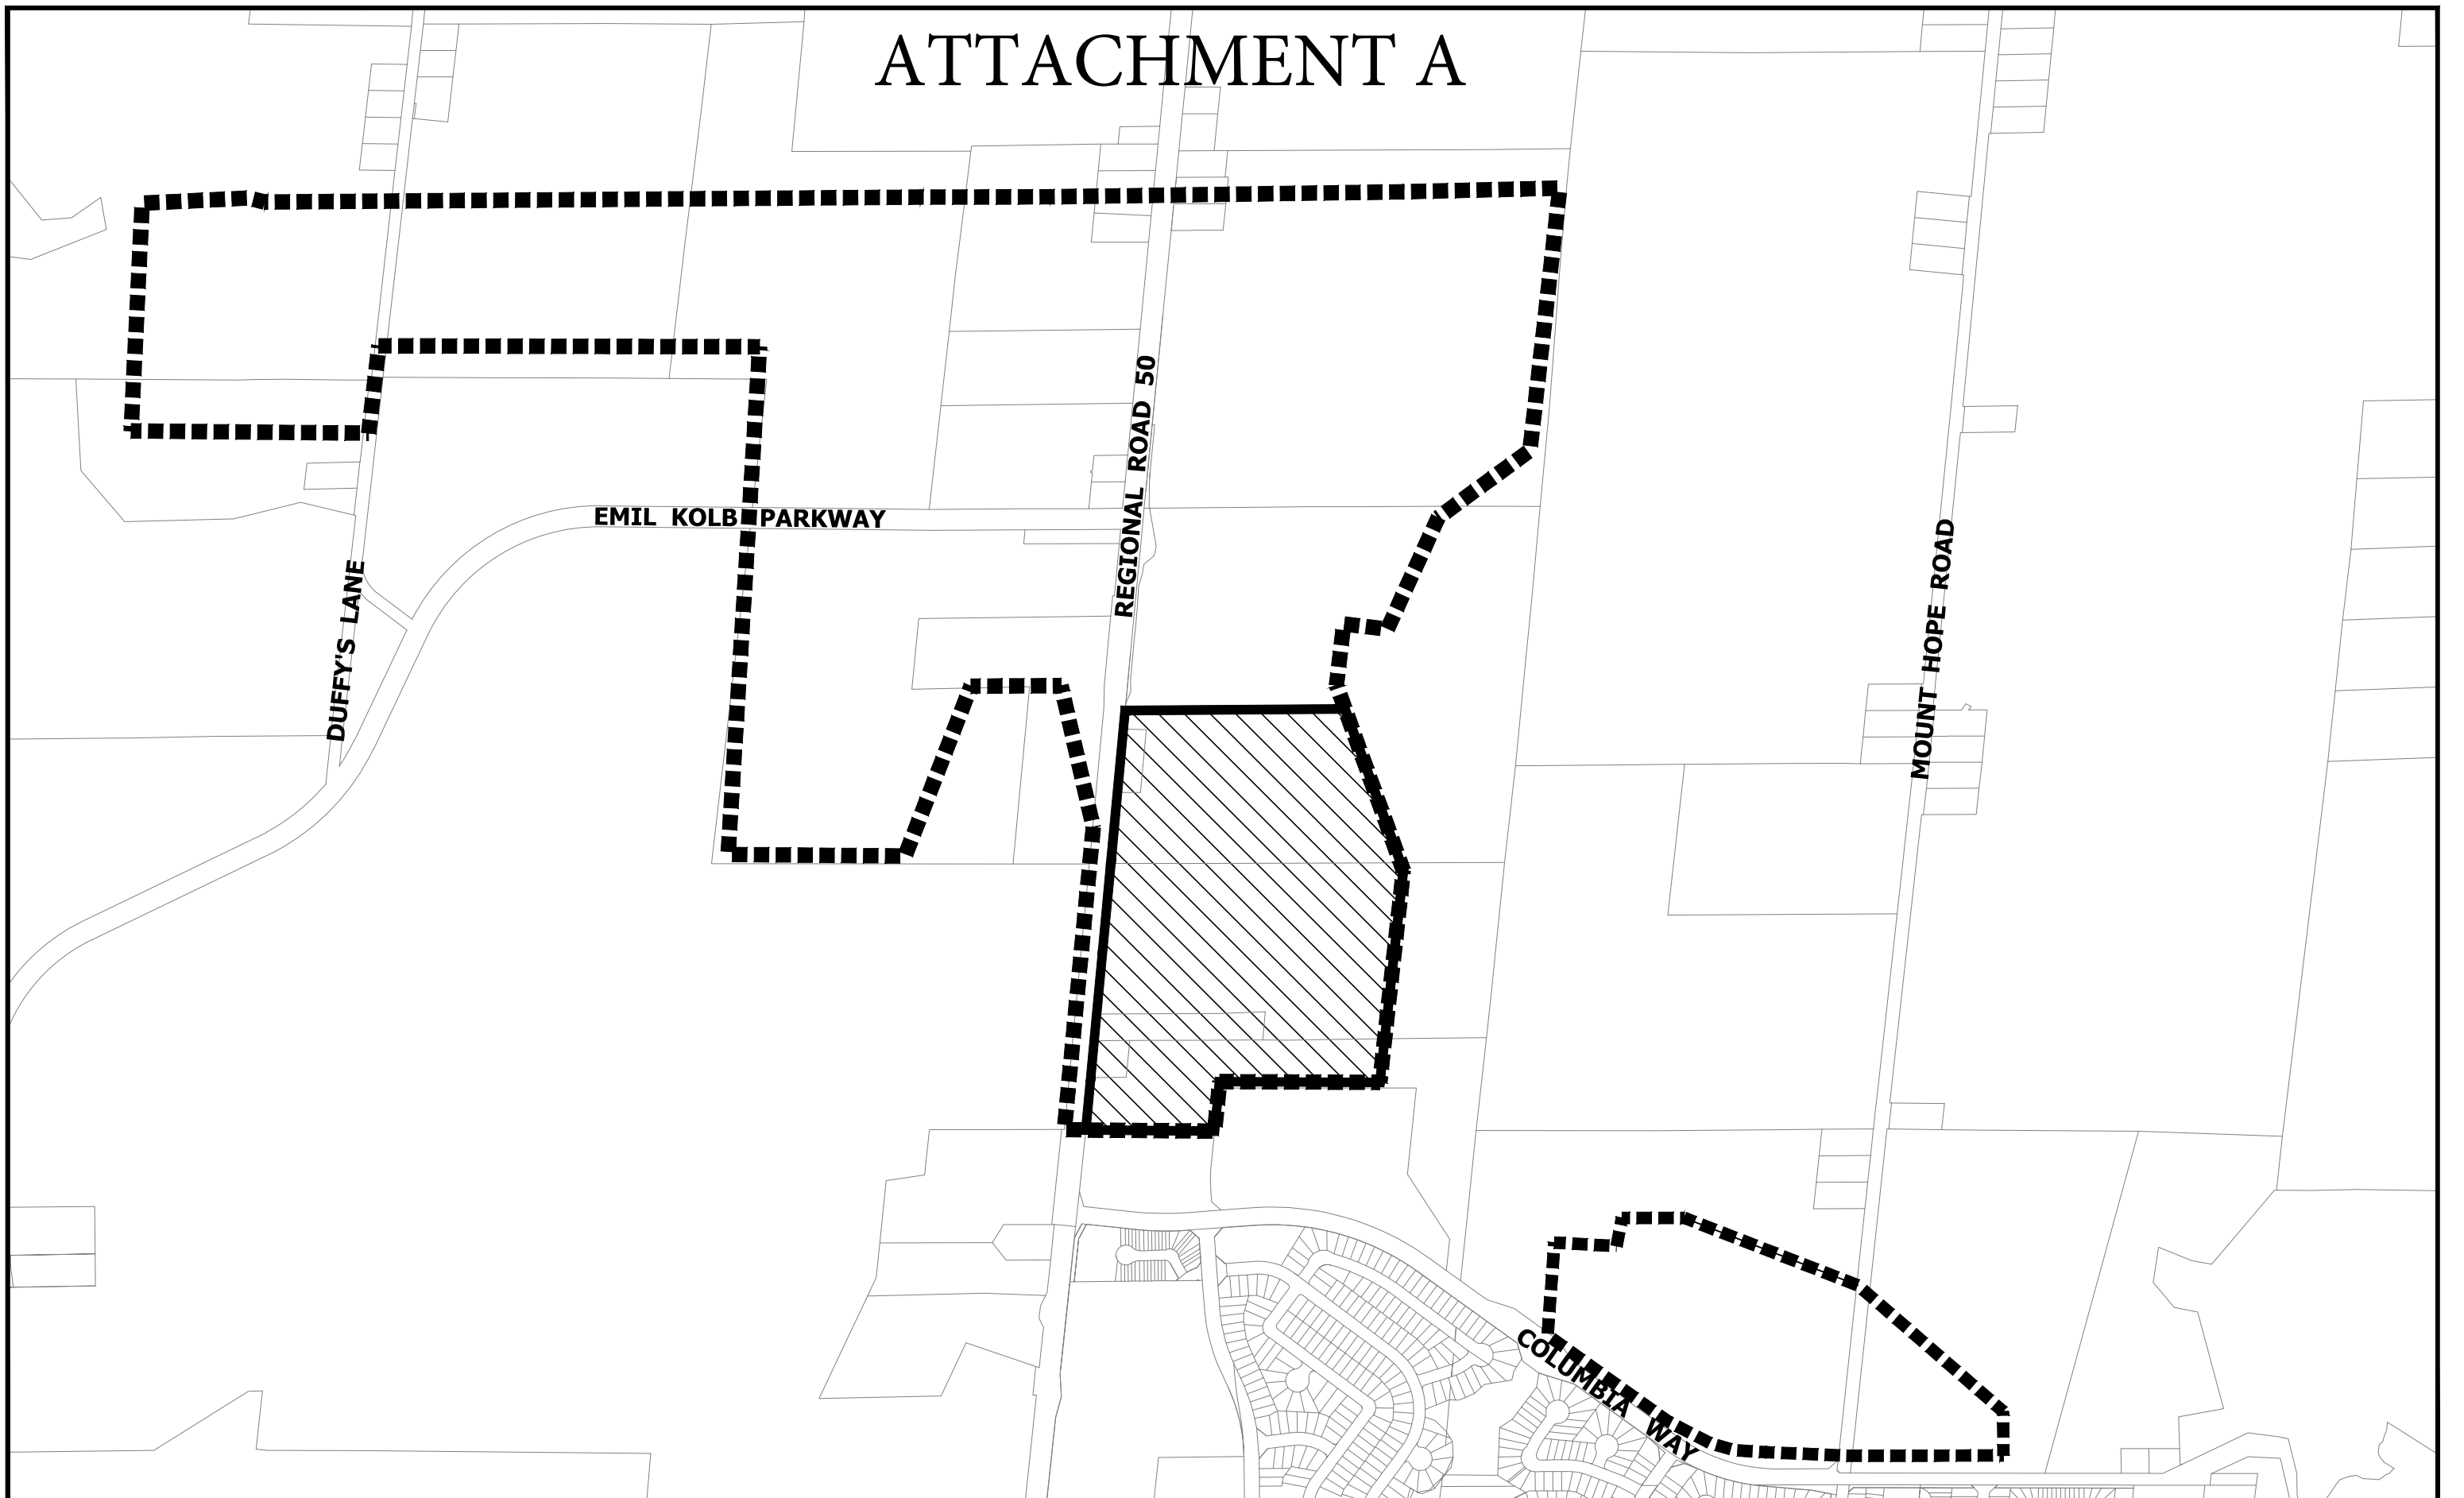 ATTACHMENT A
REGIONAL ROAD 50
EMIL KOLB PARKWAY
DUFFY'S LANE
MOUNT HOPE ROAD
COLUMBIA WAY